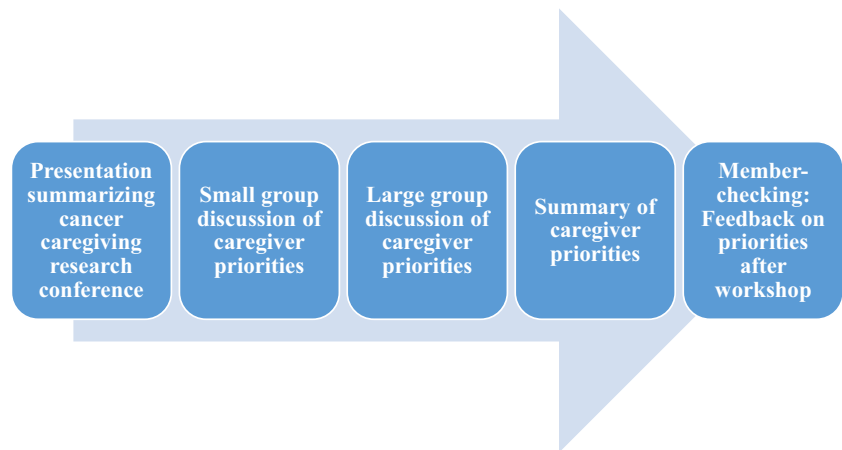 Presentation
summarizing
cancer
caregiving
research
conference
Small group
discussion of
caregiver
priorities
Large group
discussion of
caregiver
priorities
Summary of
caregiver
priorities
Member-
checking:
Feedback on
priorities
after
workshop